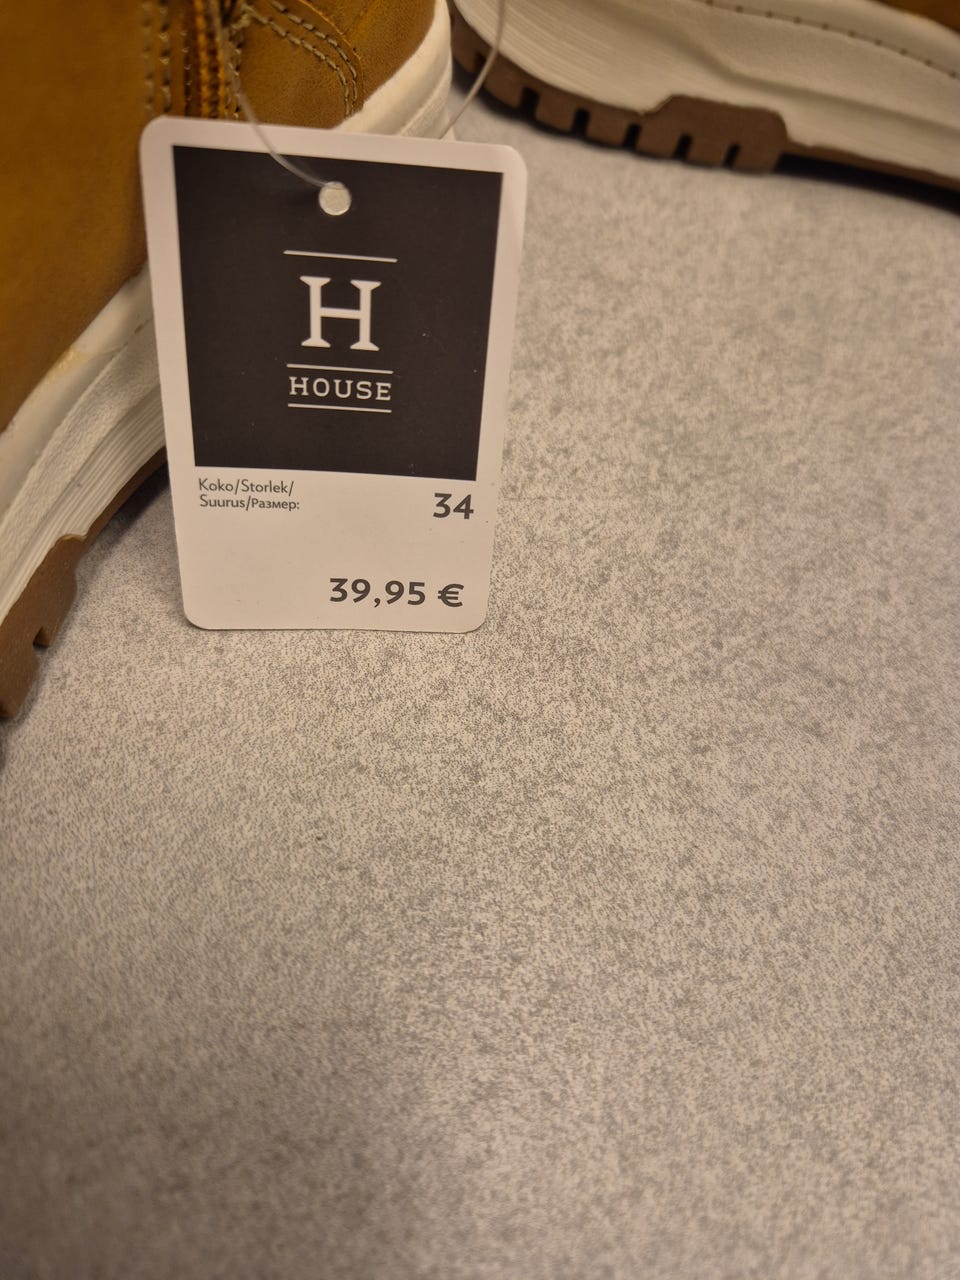 H
HOUSE
Koko/Storlek/
Suurus/Размер:
34
39,95 €